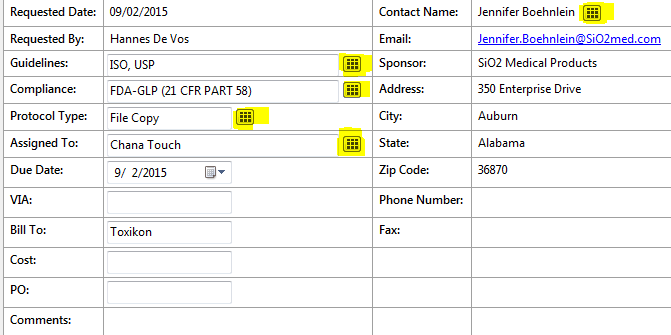 Requested Date: 09/02/2015 Contact Name: Jennifer Boehnlein
Requested By: Hannes De Vos Email: Jennifer.Boehnlein@SiO2med.com
Guidelines: ISO, USP Sponsor: SiO2 Medical Products
Compliance: FDA-GLP (21 CFR PART 58) Address: 350 Enterprise Drive
Protocol Type: File Copy City: Auburn
Assigned To: Chana Touch State: Alabama
Due Date: 9/ 2/2015 Zip Code: 36870
VIA: Phone Number:
Bill To: Toxikon Fax:
Cost:
PO:
Comments: